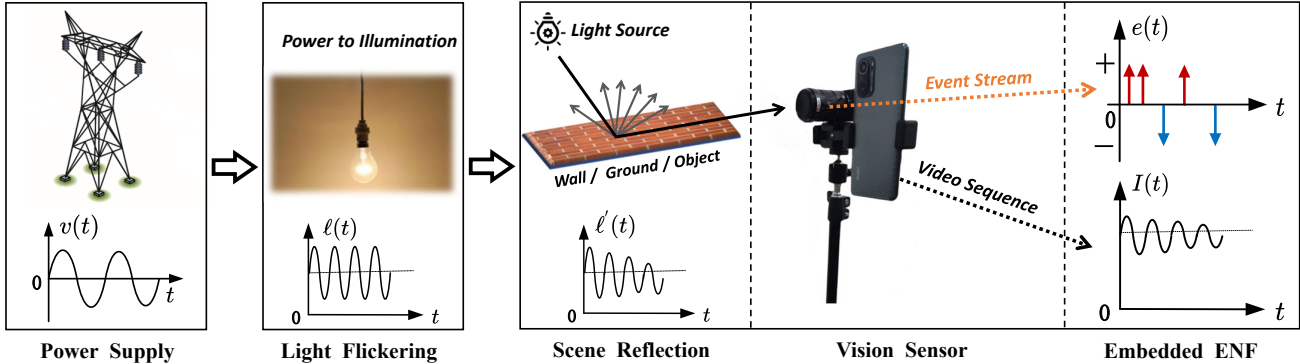 Power to Illumination
Light Source
Wall / Ground / Object
Event Stream
Video Sequence
v(t)
0
t
ℓ(t)
0
t
ℓ′(t)
0
t
e(t)
+
0
−
t
I(t)
0
t
Power Supply
Light Flickering
Scene Reflection
Vision Sensor
Embedded ENF